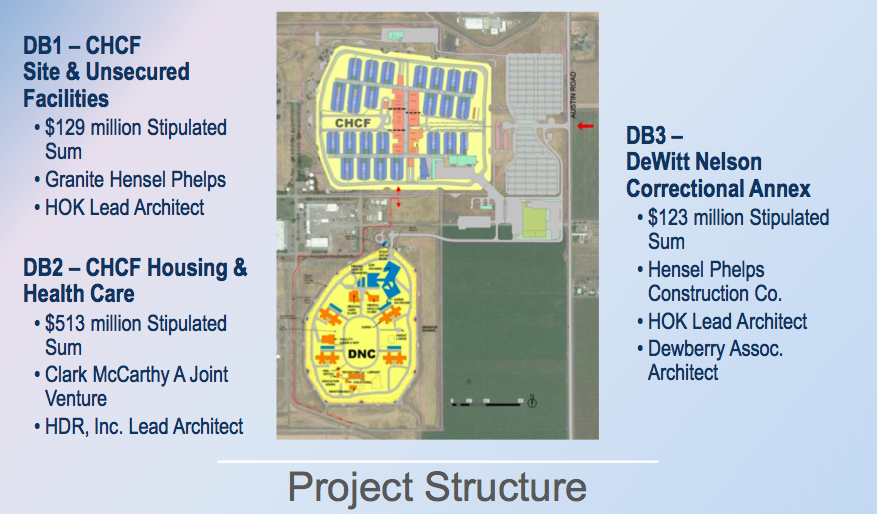 DB1 – CHCF
Site & Unsecured
Facilities
• $129 million Stipulated
Sum
• Granite Hensel Phelps
• HOK Lead Architect
DB2 – CHCF Housing &
Health Care
• $513 million Stipulated
Sum
• Clark McCarthy A Joint
Venture
• HDR, Inc. Lead Architect
CHCF
AUSTIN ROAD
DNC
DB3 –
DeWitt Nelson
Correctional Annex
• $123 million Stipulated
Sum
• Hensel Phelps
Construction Co.
• HOK Lead Architect
• Dewberry Assoc.
Architect
Project Structure